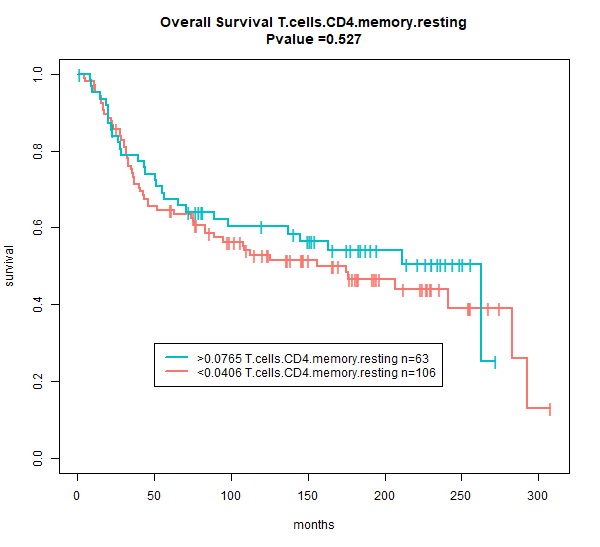 Overall Survival T.cells.CD4.memory.resting
Pvalue =0.527
survival
1.0
0.8
0.6
0.4
0.2
0.0
>0.0765 T.cells.CD4.memory.resting n=63
<0.0406 T.cells.CD4.memory.resting n=106
0 50 100 150 200 250 300
months